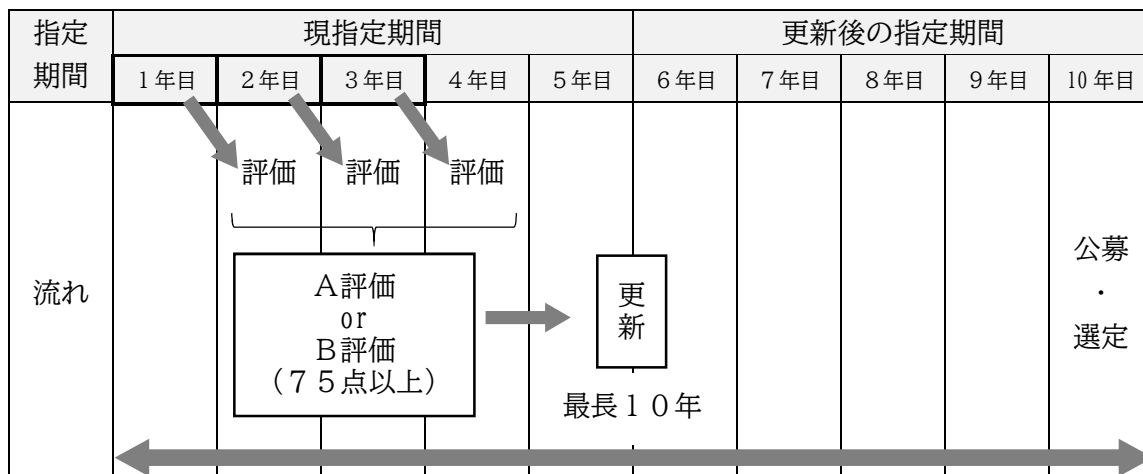 指定
期間
現指定期間
更新後の指定期間
1年目
2年目
3年目
4年目
5年目
6年目
7年目
8年目
9年目
10年目
流れ
評価
評価
評価
A評価
or
B評価
(75点以上)
更
新
最長10年
公募
・
選定